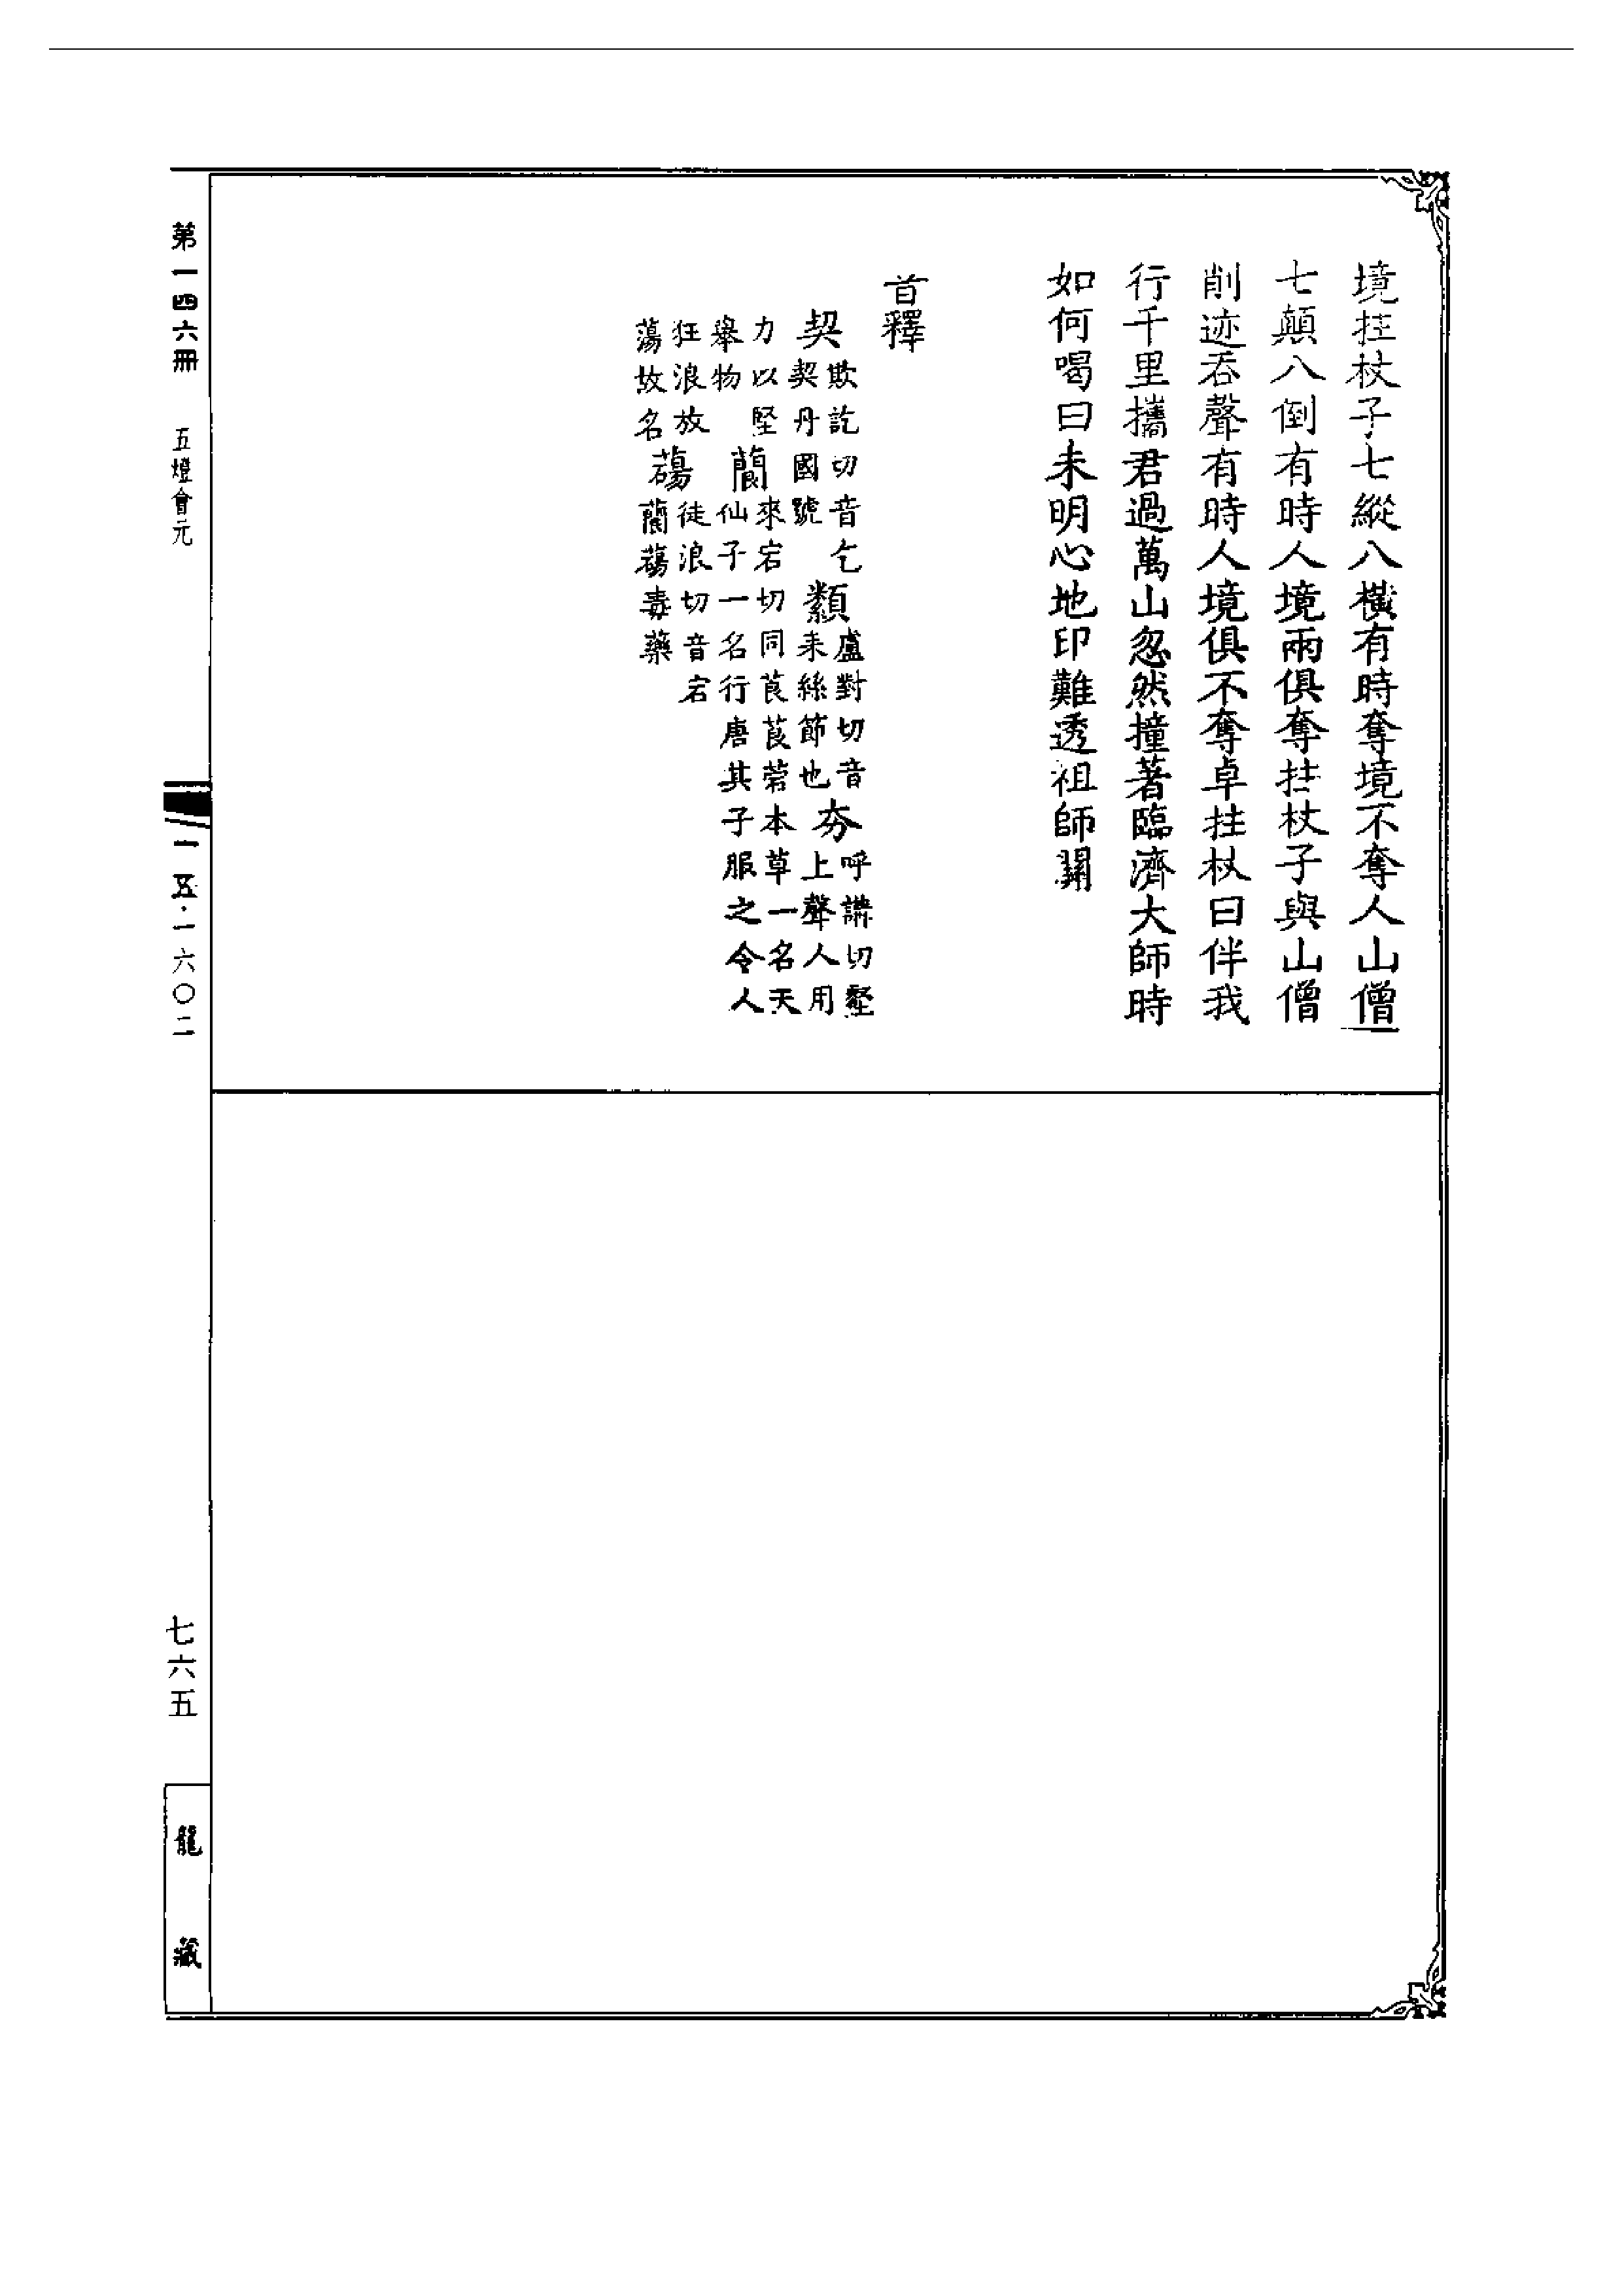 境拄杖子七縱八橫有時奪境不奪人山僧
七顛八倒有時人境兩俱奪拄杖子與山僧
削迹吞聲有時人境俱不奪卓拄杖曰伴我
行千里攜君過萬山忽然撞著臨濟大師時
如何喝曰未明心地印難透祖師關
音釋
契欺訖切音乞契丹國號纇盧對切音耒絲節也夯呼講切壑上聲人用
力以堅舉物䕞來宕切同莨莨菪本草一名天仙子一名行唐其子服之令人
狂浪放蕩故名䕞徒浪切音宕䕞毒藥
第一四六冊
五燈會元
一五·一六〇二
七六五
龍藏